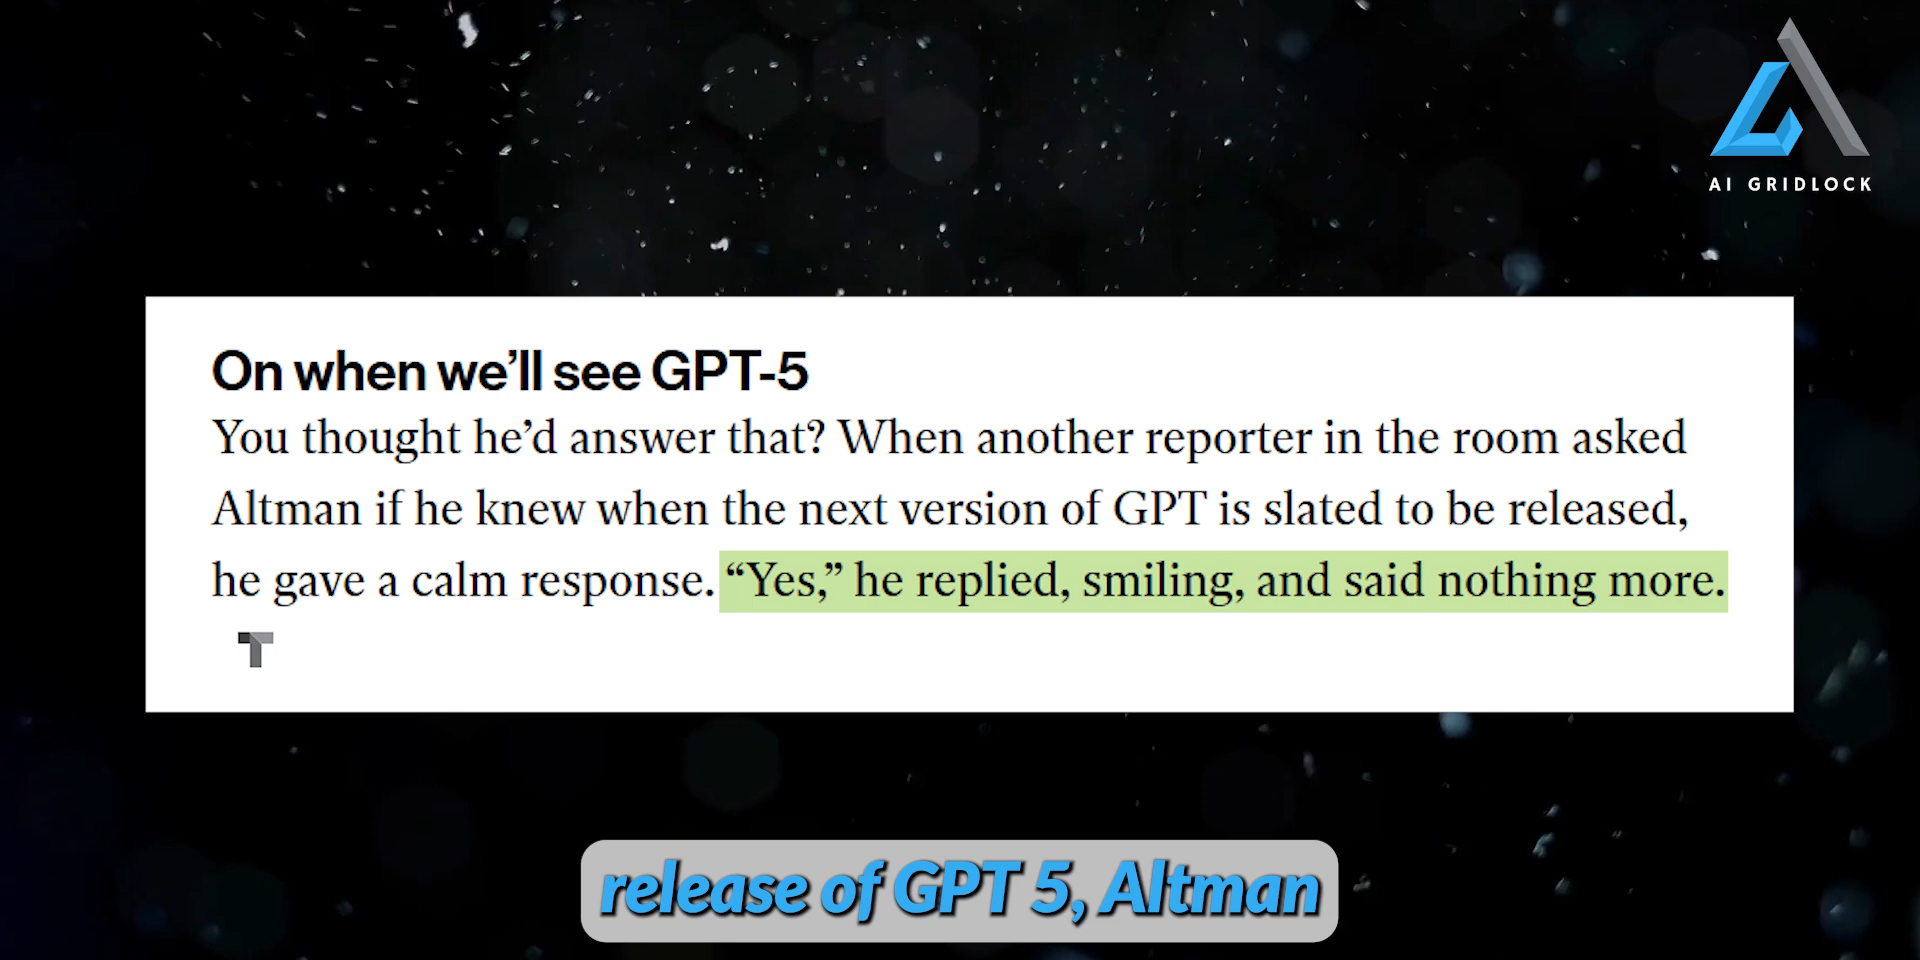 AI GRIDLOCK
On when we’ll see GPT-5
You thought he’d answer that? When another reporter in the room asked
Altman if he knew when the next version of GPT is slated to be released,
he gave a calm response. “Yes,” he replied, smiling, and said nothing more.
release of GPT 5, Altman